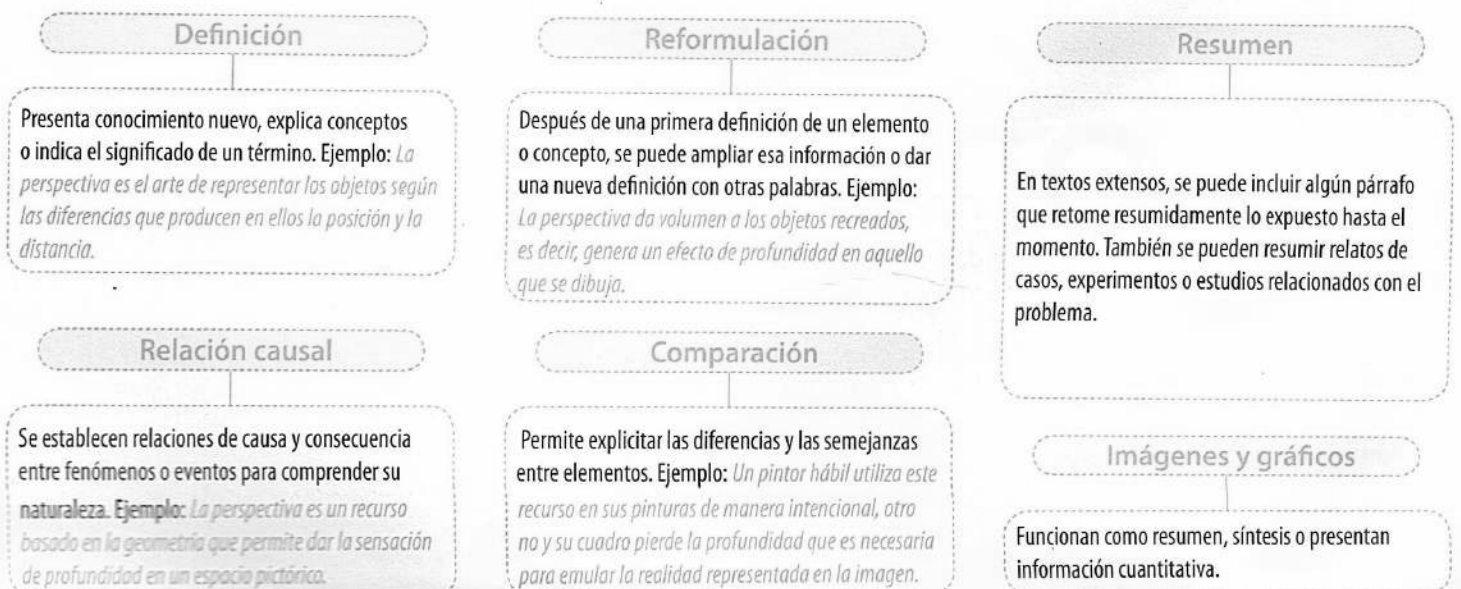 Definición
Presenta conocimiento nuevo, explica conceptos
o indica el significado de un término. Ejemplo: La
perspectiva es el arte de representar los objetos según
las diferencias que producen en ellos la posición y la
distancia.
Reformulación
Después de una primera definición de un elemento
o concepto, se puede ampliar esa información o dar
una nueva definición con otras palabras. Ejemplo:
La perspectiva da volumen a los objetos recreados,
es decir, genera un efecto de profundidad en aquello
que se dibuja.
Resumen
En textos extensos, se puede incluir algún párrafo
que retome resumidamente lo expuesto hasta el
momento. También se pueden resumir relatos de
casos, experimentos o estudios relacionados con el
problema.
Relación causal
Se establecen relaciones de causa y consecuencia
entre fenómenos o eventos para comprender su
naturaleza. Ejemplo: La perspectiva es un recurso
basado en la geometría que permite dar la sensación
de profundidad en un espacio pictórico.
Comparación
Permite explicitar las diferencias y las semejanzas
entre elementos. Ejemplo: Un pintor hábil utiliza este
recurso en sus pinturas de manera intencional, otro
no y su cuadro pierde la profundidad que es necesaria
para emular la realidad representada en la imagen.
Imágenes y gráficos
Funcionan como resumen, síntesis o presentan
información cuantitativa.